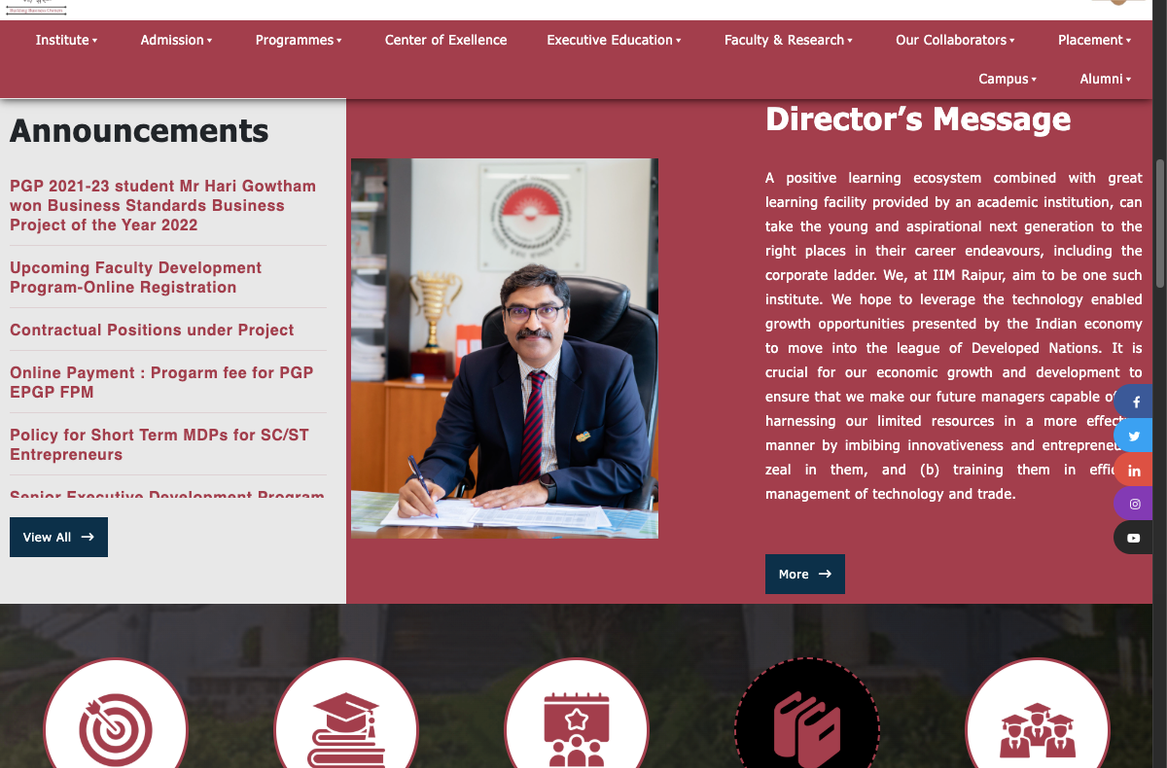 Institute
Admission
Programmes
Center of Exellence
Executive Education
Faculty & Research
Our Collaborators
Placement
Campus
Alumni
Announcements
PGP 2021-23 student Mr Hari Gowtham
won Business Standards Business
Project of the Year 2022
Upcoming Faculty Development
Program-Online Registration
Contractual Positions under Project
Online Payment : Progarm fee for PGP
EPGP FPM
Policy for Short Term MDPs for SC/ST
Entrepreneurs
Senior Executive Development Program
View All
Director's Message
A positive learning ecosystem combined with great
learning facility provided by an academic institution, can
take the young and aspirational next generation to the
right places in their career endeavours, including the
corporate ladder. We, at IIM Raipur, aim to be one such
institute. We hope to leverage the technology enabled
growth opportunities presented by the Indian economy
to move into the league of Developed Nations. It is
crucial for our economic growth and development to
ensure that we make our future managers capable of
harnessing our limited resources in a more
manner by imbibing innovativeness and
zeal in them, and (b) training them in
management of technology and trade.
More